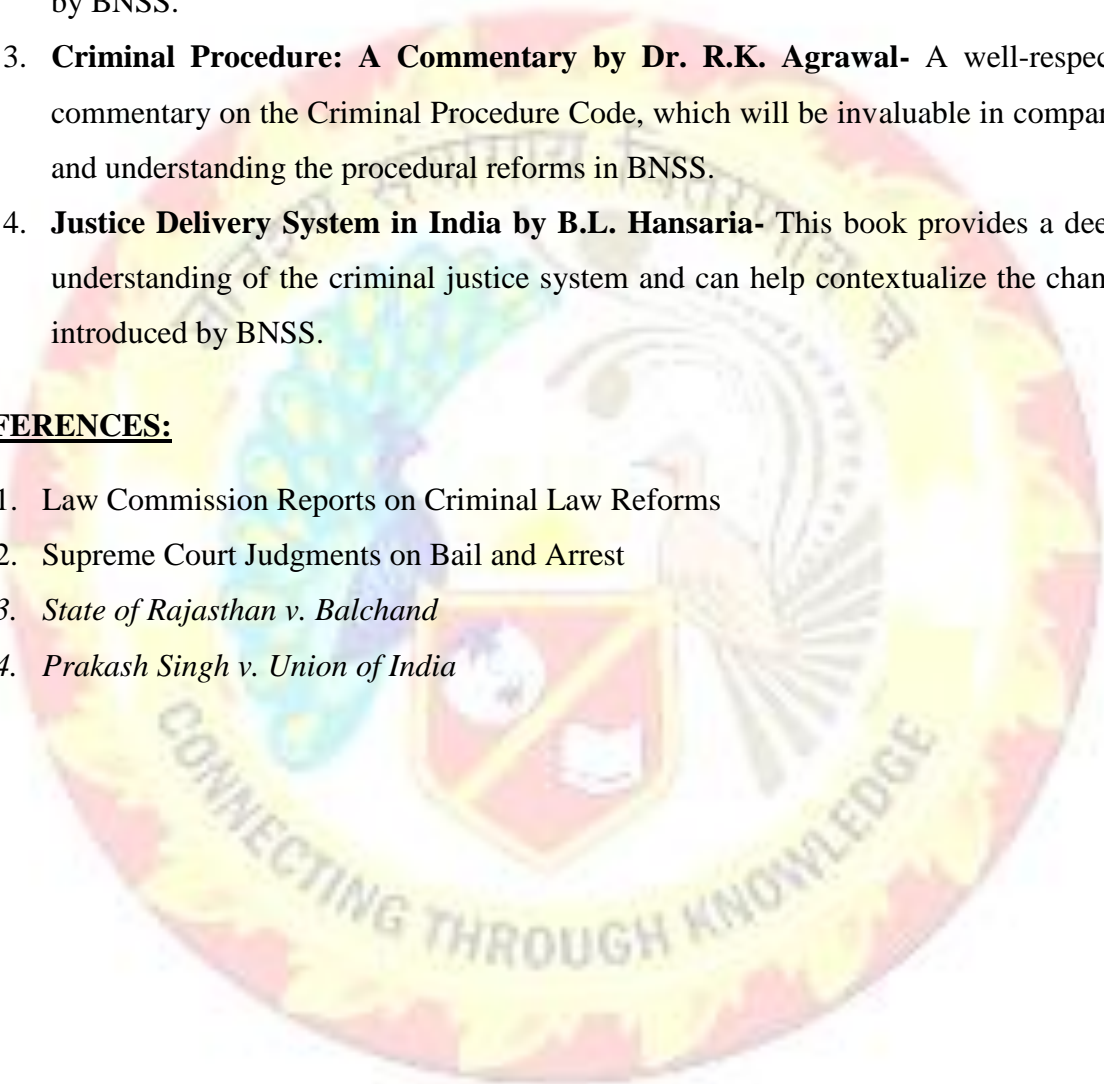 by BNSS.
3. Criminal Procedure: A Commentary by Dr. R.K. Agrawal- A well-respec
commentary on the Criminal Procedure Code, which will be invaluable in compar
and understanding the procedural reforms in BNSS.
4. Justice Delivery System in India by B.L. Hansaria- This book provides a dee
understanding of the criminal justice system and can help contextualize the chan
introduced by BNSS.
FERENCES:
1. Law Commission Reports on Criminal Law Reforms
2. Supreme Court Judgments on Bail and Arrest
3. State of Rajasthan v. Balchand
4. Prakash Singh v. Union of India
CONNECTING THROUGH KNOWLEDGE